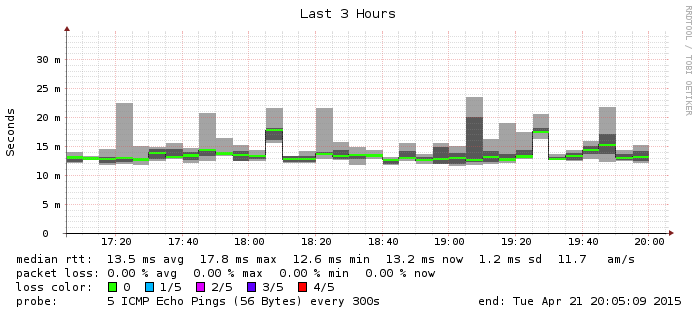 Last 3 Hours
RRDTOOL / TOBI OETIKER
Seconds
30 m
25 m
20 m
15 m
10 m
5 m
0
17:20 17:40 18:00 18:20 18:40 19:00 19:20 19:40 20:00
median rtt: 13.5 ms avg 17.8 ms max 12.6 ms min 13.2 ms now 1.2 ms sd 11.7 am/s
packet loss: 0.00 % avg 0.00 % max 0.00 % min 0.00 % now
loss color: 0 1/5 2/5 3/5 4/5
probe: 5 ICMP Echo Pings (56 Bytes) every 300s end: Tue Apr 21 20:05:09 2015